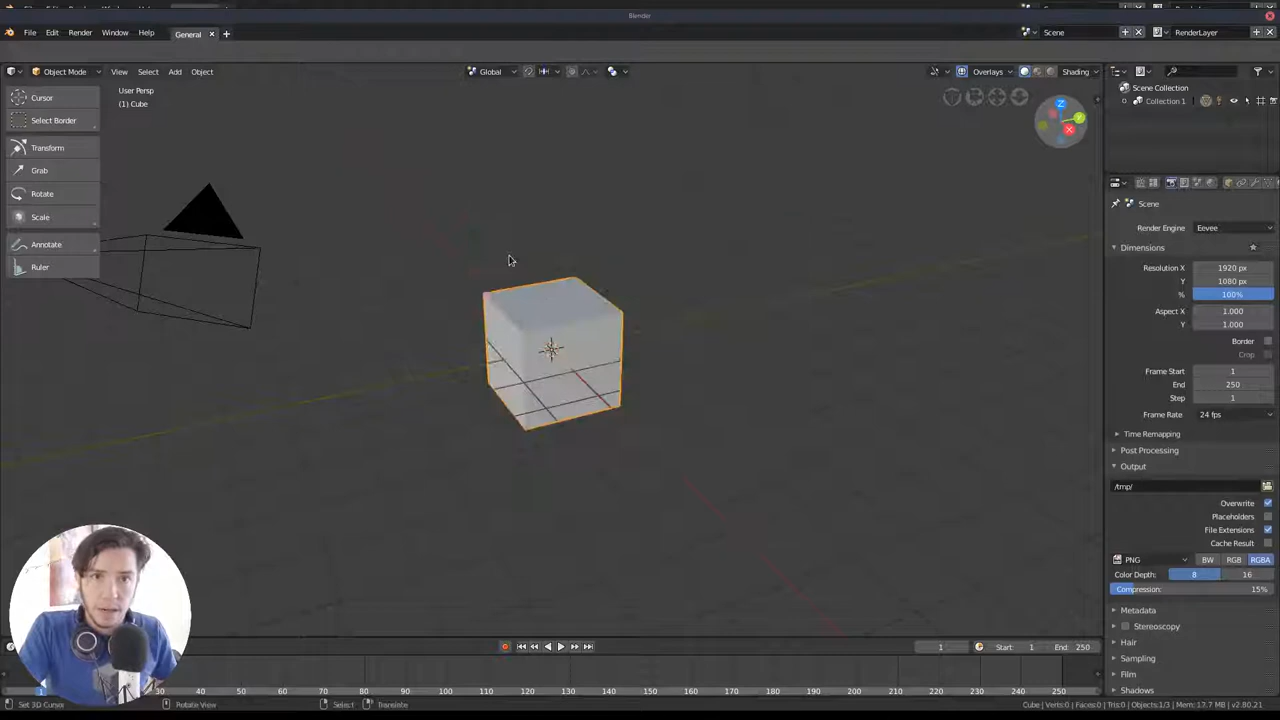 Blender
File Edit Render Window Help
General
Scene
RenderLayer
Object Mode
View Select Add Object
Global
Overlays
Shading
Cursor
Select Border
Transform
Grab
Rotate
Scale
Annotate
Ruler
User Persp
(1) Cube
Z
Y
X
Scene Collection
Collection 1
Scene
Render Engine Eevee
Dimensions
Resolution X 1920 px
Y 1080 px
% 100%
Aspect X 1.000
Y 1.000
Border
Crop
Frame Start 1
End 250
Step 1
Frame Rate 24 fps
Time Remapping
Post Processing
Output
/tmp/
Overwrite
Placeholders
File Extensions
Cache Result
PNG BW RGB RGBA
Color Depth: 8 16
Compression: 15%
Metadata
Stereoscopy
Hair
Sampling
Film
Shadows
1 Start: 1 End: 250
1 30 40 50 60 70 80 90 100 110 120 130 140 150 160 170 180 190 200 210 220 230 240 250
Set 3D Cursor Rotate View Select Translate
Cube | Verts:0 | Faces:0 | Tris:0 | Objects:1/3 | Mem: 17.7 MB | v2.80.21